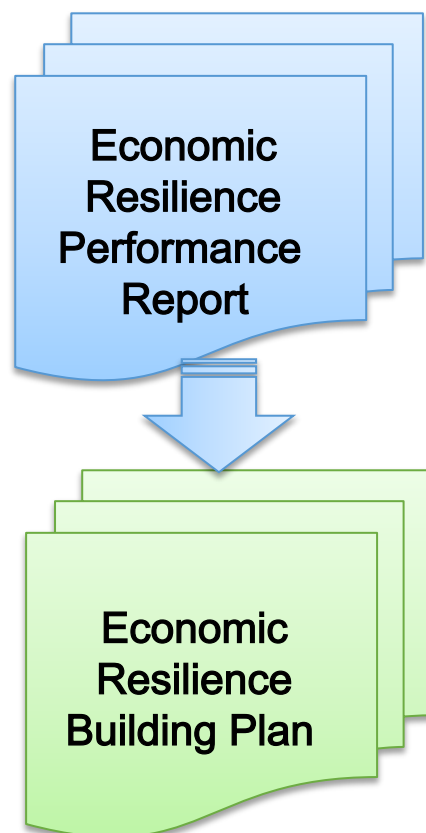 Economic
Resilience
Performance
Report
Economic
Resilience
Building Plan